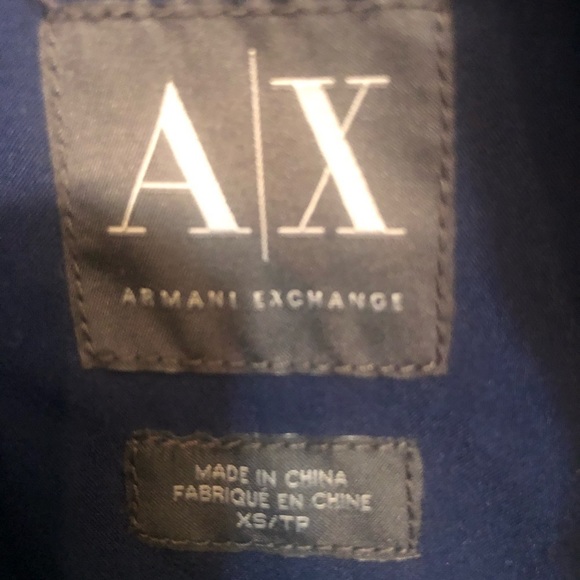 A|X
ARMANI EXCHANGE
MADE IN CHINA
FABRIQUÉ EN CHINE
XS/TP